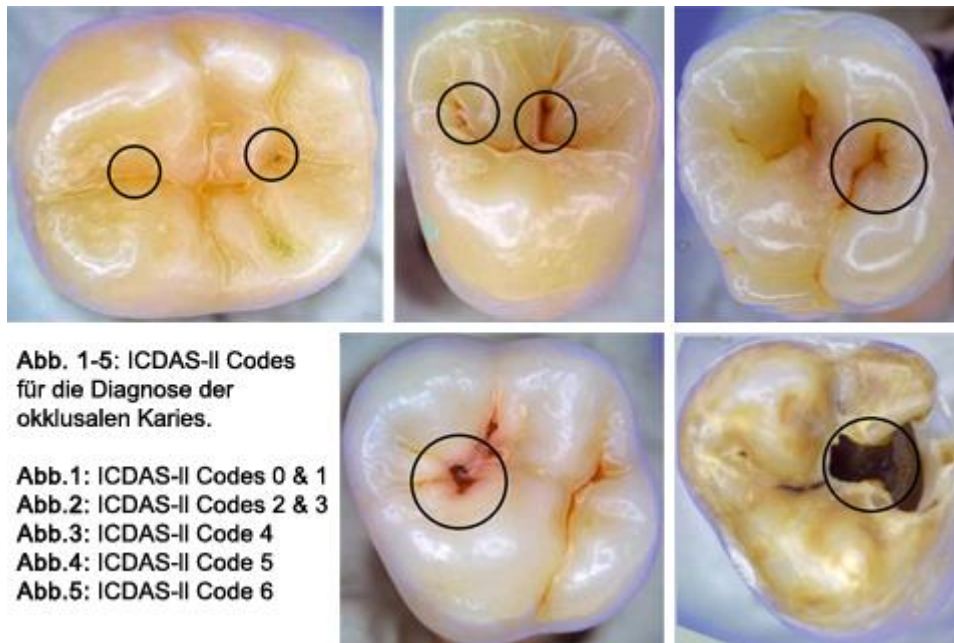 Abb. 1-5: ICDAS-II Codes
für die Diagnose der
okklusalen Karies.
Abb.1: ICDAS-II Codes 0 & 1
Abb.2: ICDAS-II Codes 2 & 3
Abb.3: ICDAS-II Code 4
Abb.4: ICDAS-II Code 5
Abb.5: ICDAS-II Code 6